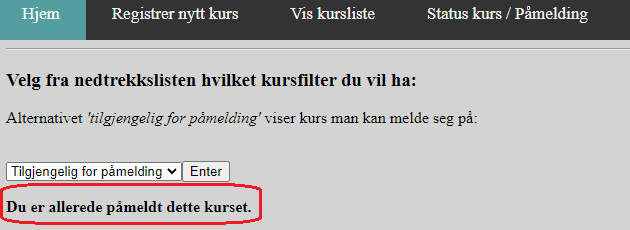 Hjem Registrer nytt kurs Vis kursliste Status kurs / Påmelding
Velg fra nedtrekkslisten hvilket kursfilter du vil ha:
Alternativet 'tilgjengelig for påmelding' viser kurs man kan melde seg på:
Tilgjengelig for påmelding Enter
Du er allerede påmeldt dette kurset.